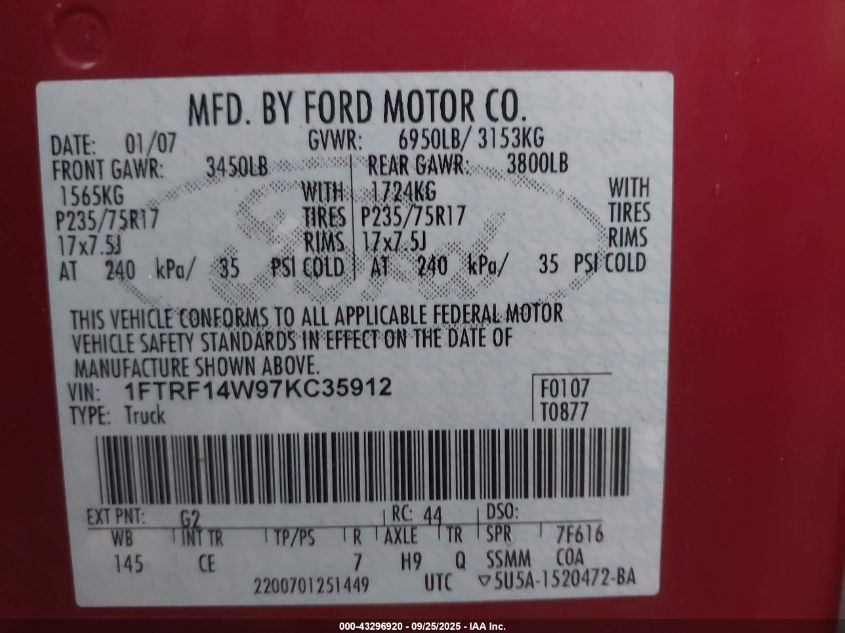 MFD. BY FORD MOTOR CO.
DATE: 01/07 GVWR: 6950LB/ 3153KG
FRONT GAWR: 3450LB REAR GAWR: 3800LB
1565KG WITH 1724KG WITH
P235/75R17 TIRES P235/75R17 TIRES
17x7.5J RIMS 17x7.5J RIMS
AT 240 kPa/ 35 PSI COLD AT 240 kPa/ 35 PSI COLD
THIS VEHICLE CONFORMS TO ALL APPLICABLE FEDERAL MOTOR
VEHICLE SAFETY STANDARDS IN EFFECT ON THE DATE OF
MANUFACTURE SHOWN ABOVE.
VIN: 1FTRF14W97KC35912 F0107
TYPE: Truck T0877
EXT PNT: G2 RC: 44 DSO:
WB INT TR TP/PS R AXLE TR SPR 7F616
145 CE 7 H9 Q SSMM COA
2200701251449 UTC ▽5U5A-1520472-BA
000-43296920 - 09/25/2025 - IAA Inc.